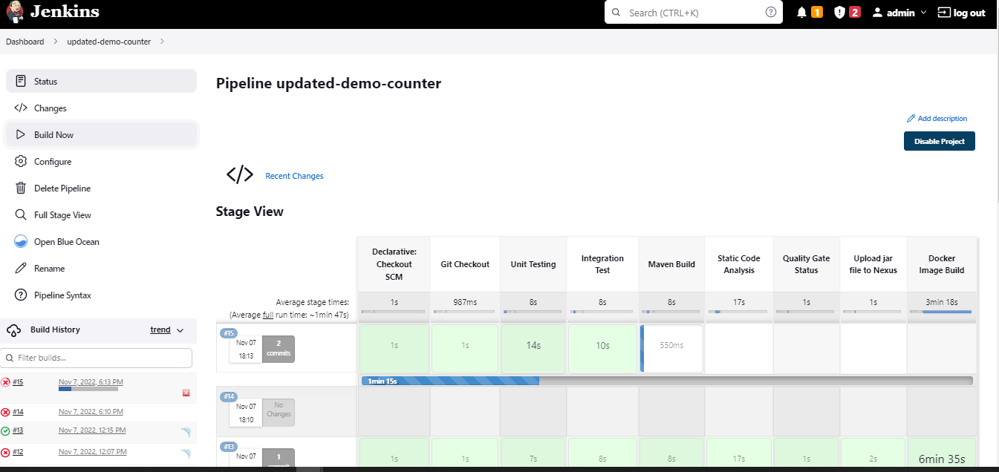 Jenkins
Search (CTRL+K)
1
2
admin
log out
Dashboard
updated-demo-counter
Status
Changes
Build Now
Configure
Delete Pipeline
Full Stage View
Open Blue Ocean
Rename
Pipeline Syntax
Build History
trend
Filter builds...
#15
Nov 7, 2022, 6:13 PM
#14
Nov 7, 2022, 6:10 PM
#13
Nov 7, 2022, 12:15 PM
#12
Nov 7, 2022, 12:07 PM
Pipeline updated-demo-counter
Add description
Disable Project
Recent Changes
Stage View
Declarative: Checkout SCM
Git Checkout
Unit Testing
Integration Test
Maven Build
Static Code Analysis
Quality Gate Status
Upload jar file to Nexus
Docker Image Build
Average stage times:
(Average full run time: ~1min 47s)
1s
987ms
8s
8s
8s
17s
1s
1s
3min 18s
#15
Nov 07
18:13
2
commits
1s
1s
14s
10s
550ms
1min 15s
#14
Nov 07
18:10
No
Changes
#13
Nov 07
1
commit
1s
1s
7s
8s
8s
17s
1s
2s
6min 35s